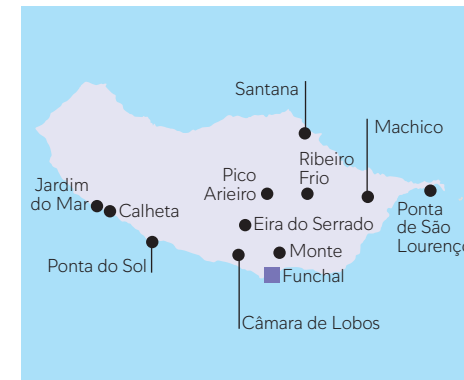 Santana
Machico
Ribeiro
Frio
Pico
Arieiro
Jardim
do Mar
Calheta
Ponta
de São
Lourenço
Eira do Serrado
Ponta do Sol
Monte
Funchal
Câmara de Lobos